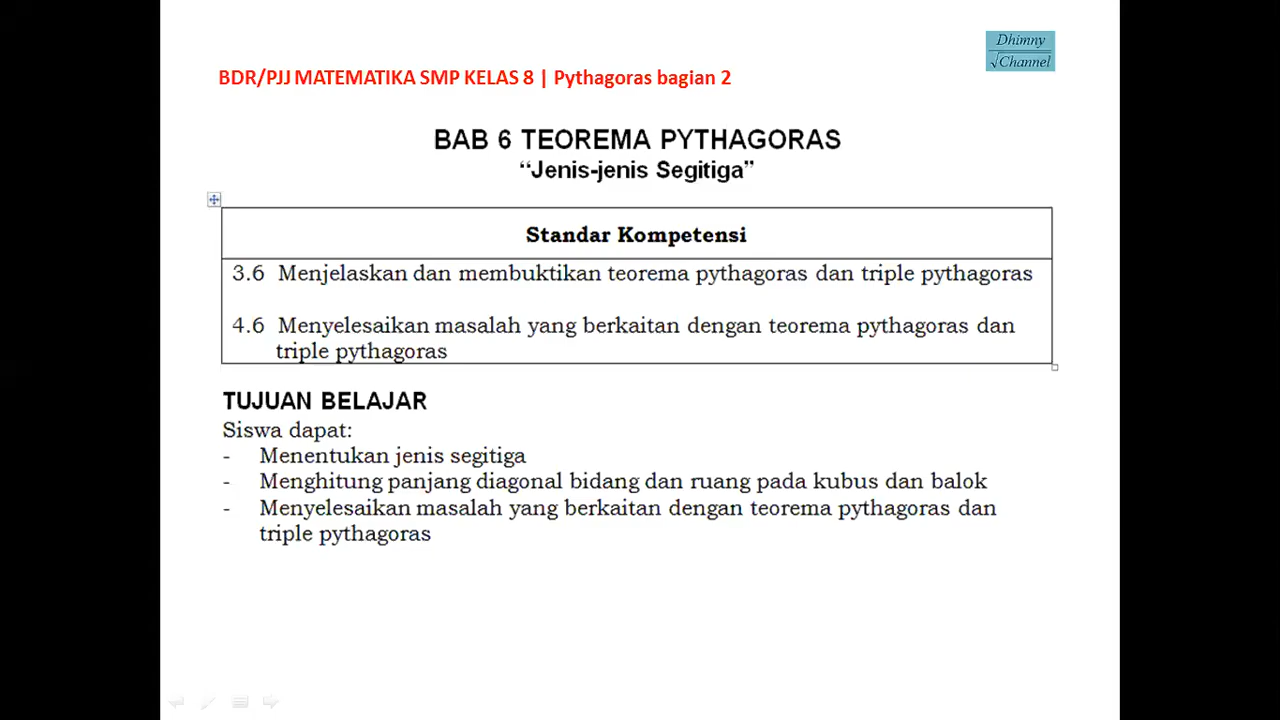 Dhimny
√Channel
BDR/PJJ MATEMATIKA SMP KELAS 8 | Pythagoras bagian 2
BAB 6 TEOREMA PYTHAGORAS
“Jenis-jenis Segitiga”
Standar Kompetensi
3.6 Menjelaskan dan membuktikan teorema pythagoras dan triple pythagoras
4.6 Menyelesaikan masalah yang berkaitan dengan teorema pythagoras dan
triple pythagoras
TUJUAN BELAJAR
Siswa dapat:
- Menentukan jenis segitiga
- Menghitung panjang diagonal bidang dan ruang pada kubus dan balok
- Menyelesaikan masalah yang berkaitan dengan teorema pythagoras dan
triple pythagoras